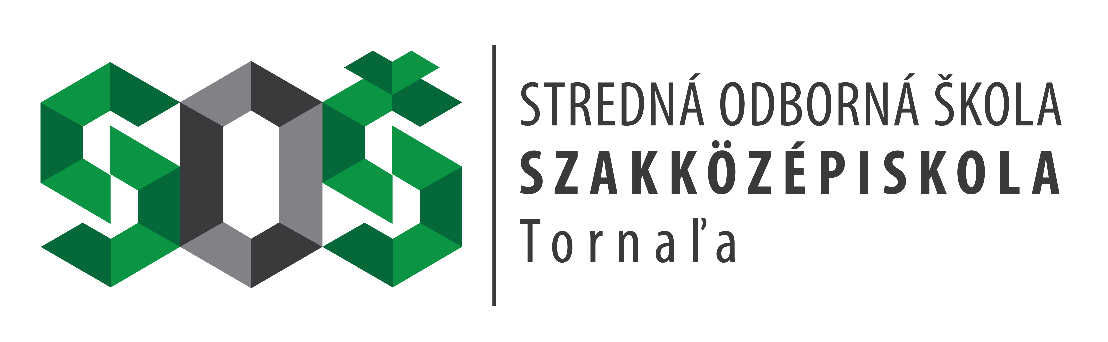 SOŠ
STREDNÁ ODBORNÁ ŠKOLA
SZAKKÖZÉPISKOLA
Tornaľa